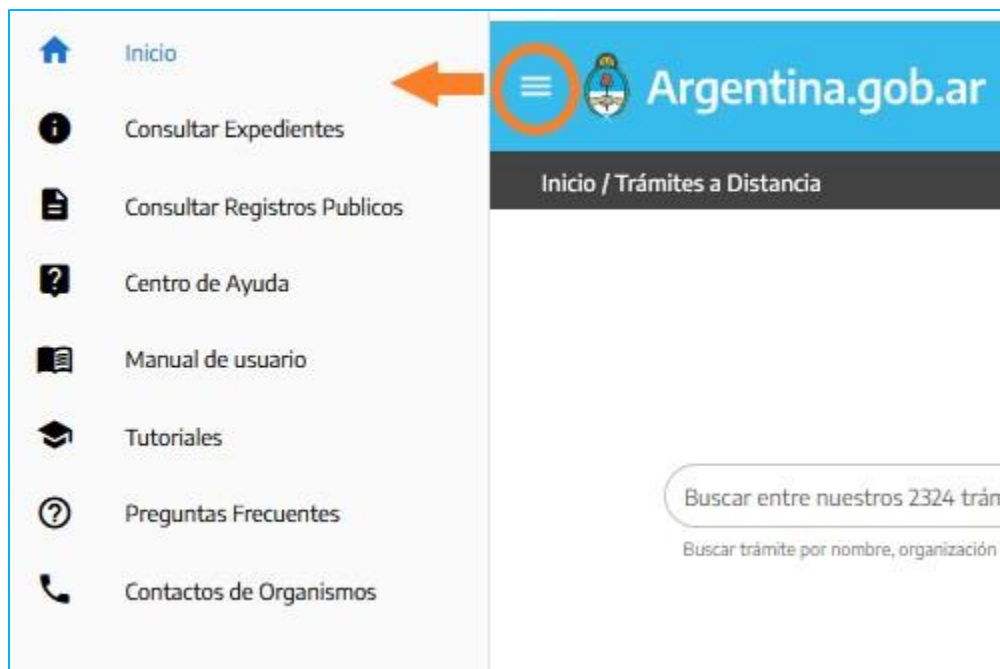 Inicio
Consultar Expedientes
Consultar Registros Publicos
Centro de Ayuda
Manual de usuario
Tutoriales
Preguntas Frecuentes
Contactos de Organismos
Argentina.gob.ar
Inicio / Trámites a Distancia
Buscar entre nuestros 2324
Buscar trámite por nombre, organización